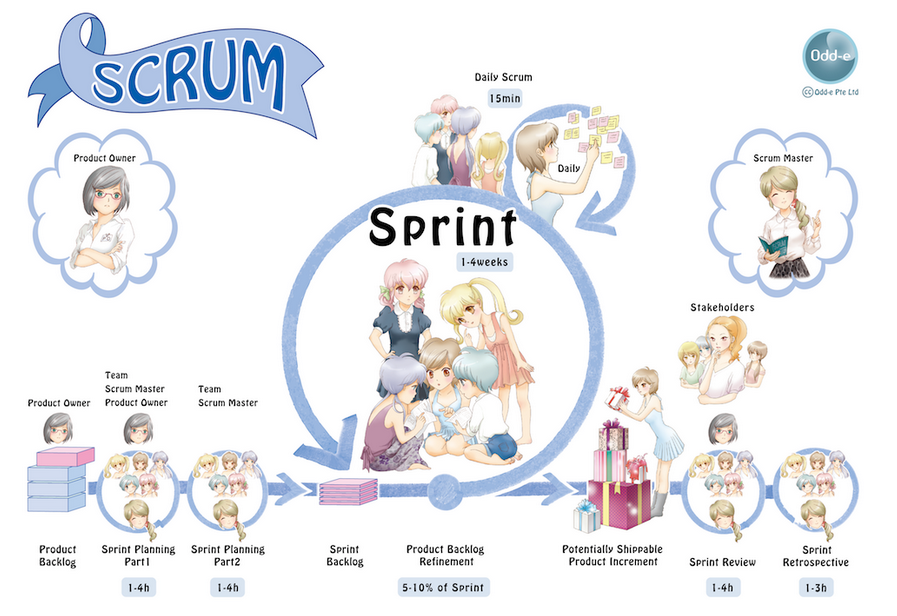 SCRUM
Odd-e
cc Odd-e Pte Ltd
Daily Scrum
15min
Daily
Product Owner
Scrum Master
Sprint
1-4weeks
Stakeholders
Team
Scrum Master
Product Owner
Team
Scrum Master
Product Owner
Product
Backlog
Sprint Planning
Part1
1-4h
Sprint Planning
Part2
1-4h
Sprint
Backlog
Product Backlog
Refinement
5-10% of Sprint
Potentially Shippable
Product Increment
Sprint Review
1-4h
Sprint
Retrospective
1-3h